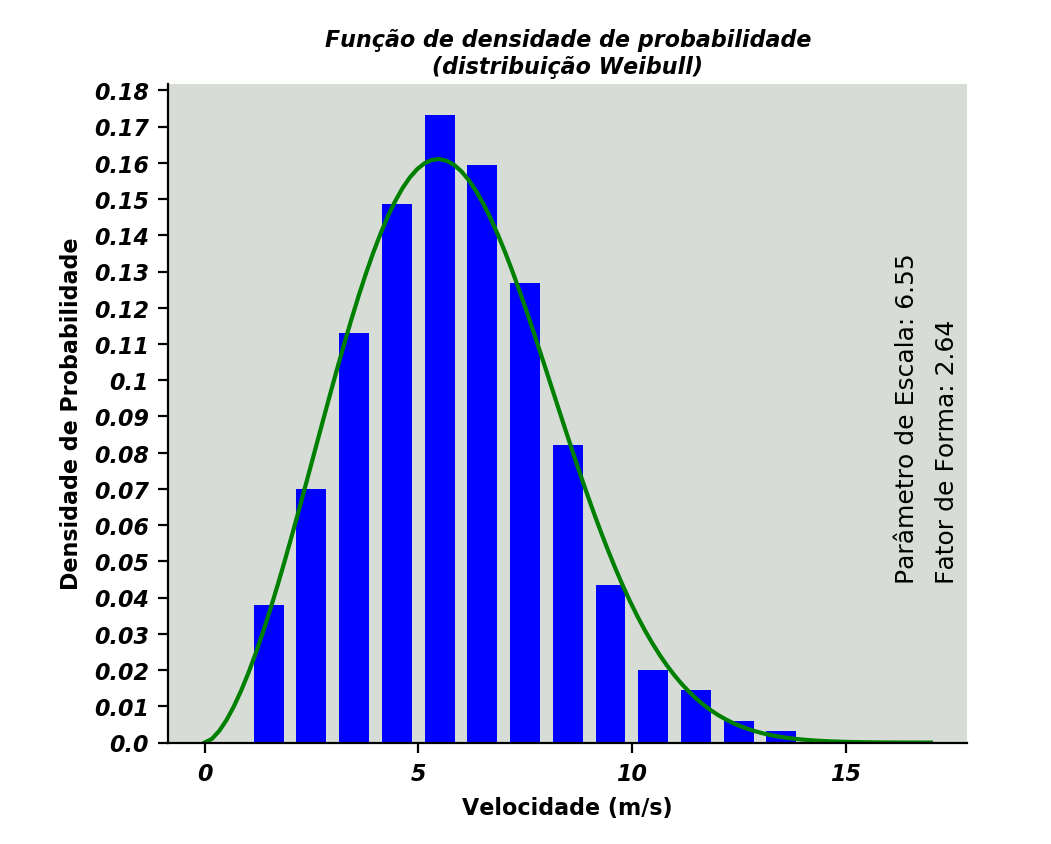 Função de densidade de probabilidade
(distribuição Weibull)
0.18
0.17
0.16
0.15
0.14
0.13
0.12
0.11
0.1
0.09
0.08
0.07
0.06
0.05
0.04
0.03
0.02
0.01
0.0
Densidade de Probabilidade
Parâmetro de Escala: 6.55
Fator de Forma: 2.64
0 5 10 15
Velocidade (m/s)